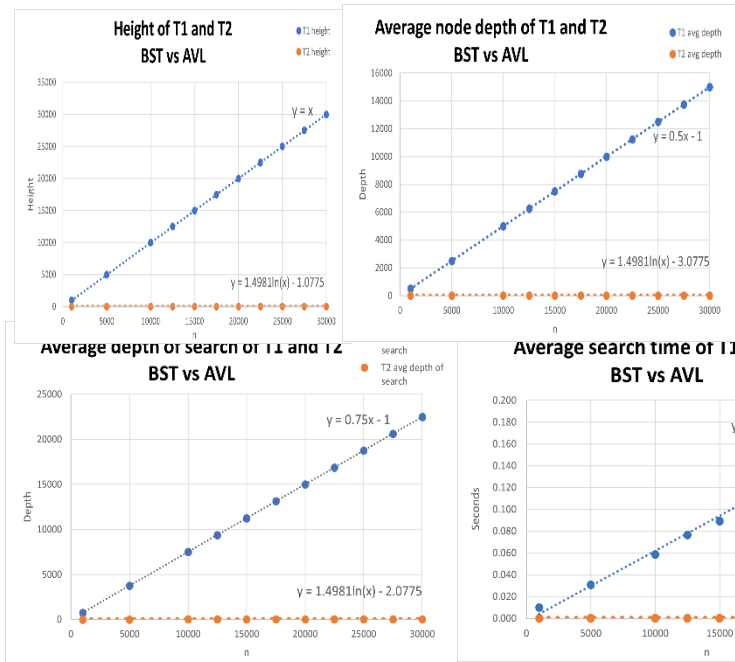 Height of T1 and T2
BST vs AVL
T1 height
T2 height
35000
30000
25000
20000
15000
10000
5000
0
Height
y = x
y = 1.4981ln(x) - 1.0775
0 5000 10000 15000 20000 25000 30000
n
Average node depth of T1 and T2
BST vs AVL
T1 avg depth
T2 avg depth
16000
14000
12000
10000
8000
6000
4000
2000
0
Depth
y = 0.5x - 1
y = 1.4981ln(x) - 3.0775
0 5000 10000 15000 20000 25000 30000
n
Average depth of search of T1 and T2
BST vs AVL
search
T2 avg depth of
search
25000
20000
15000
10000
5000
0
Depth
y = 0.75x - 1
y = 1.4981ln(x) - 2.0775
0 5000 10000 15000 20000 25000 30000
n
Average search time of T1
BST vs AVL
0.200
0.180
0.160
0.140
0.120
0.100
0.080
0.060
0.040
0.020
0.000
Seconds
y
0 5000 10000 15000
n